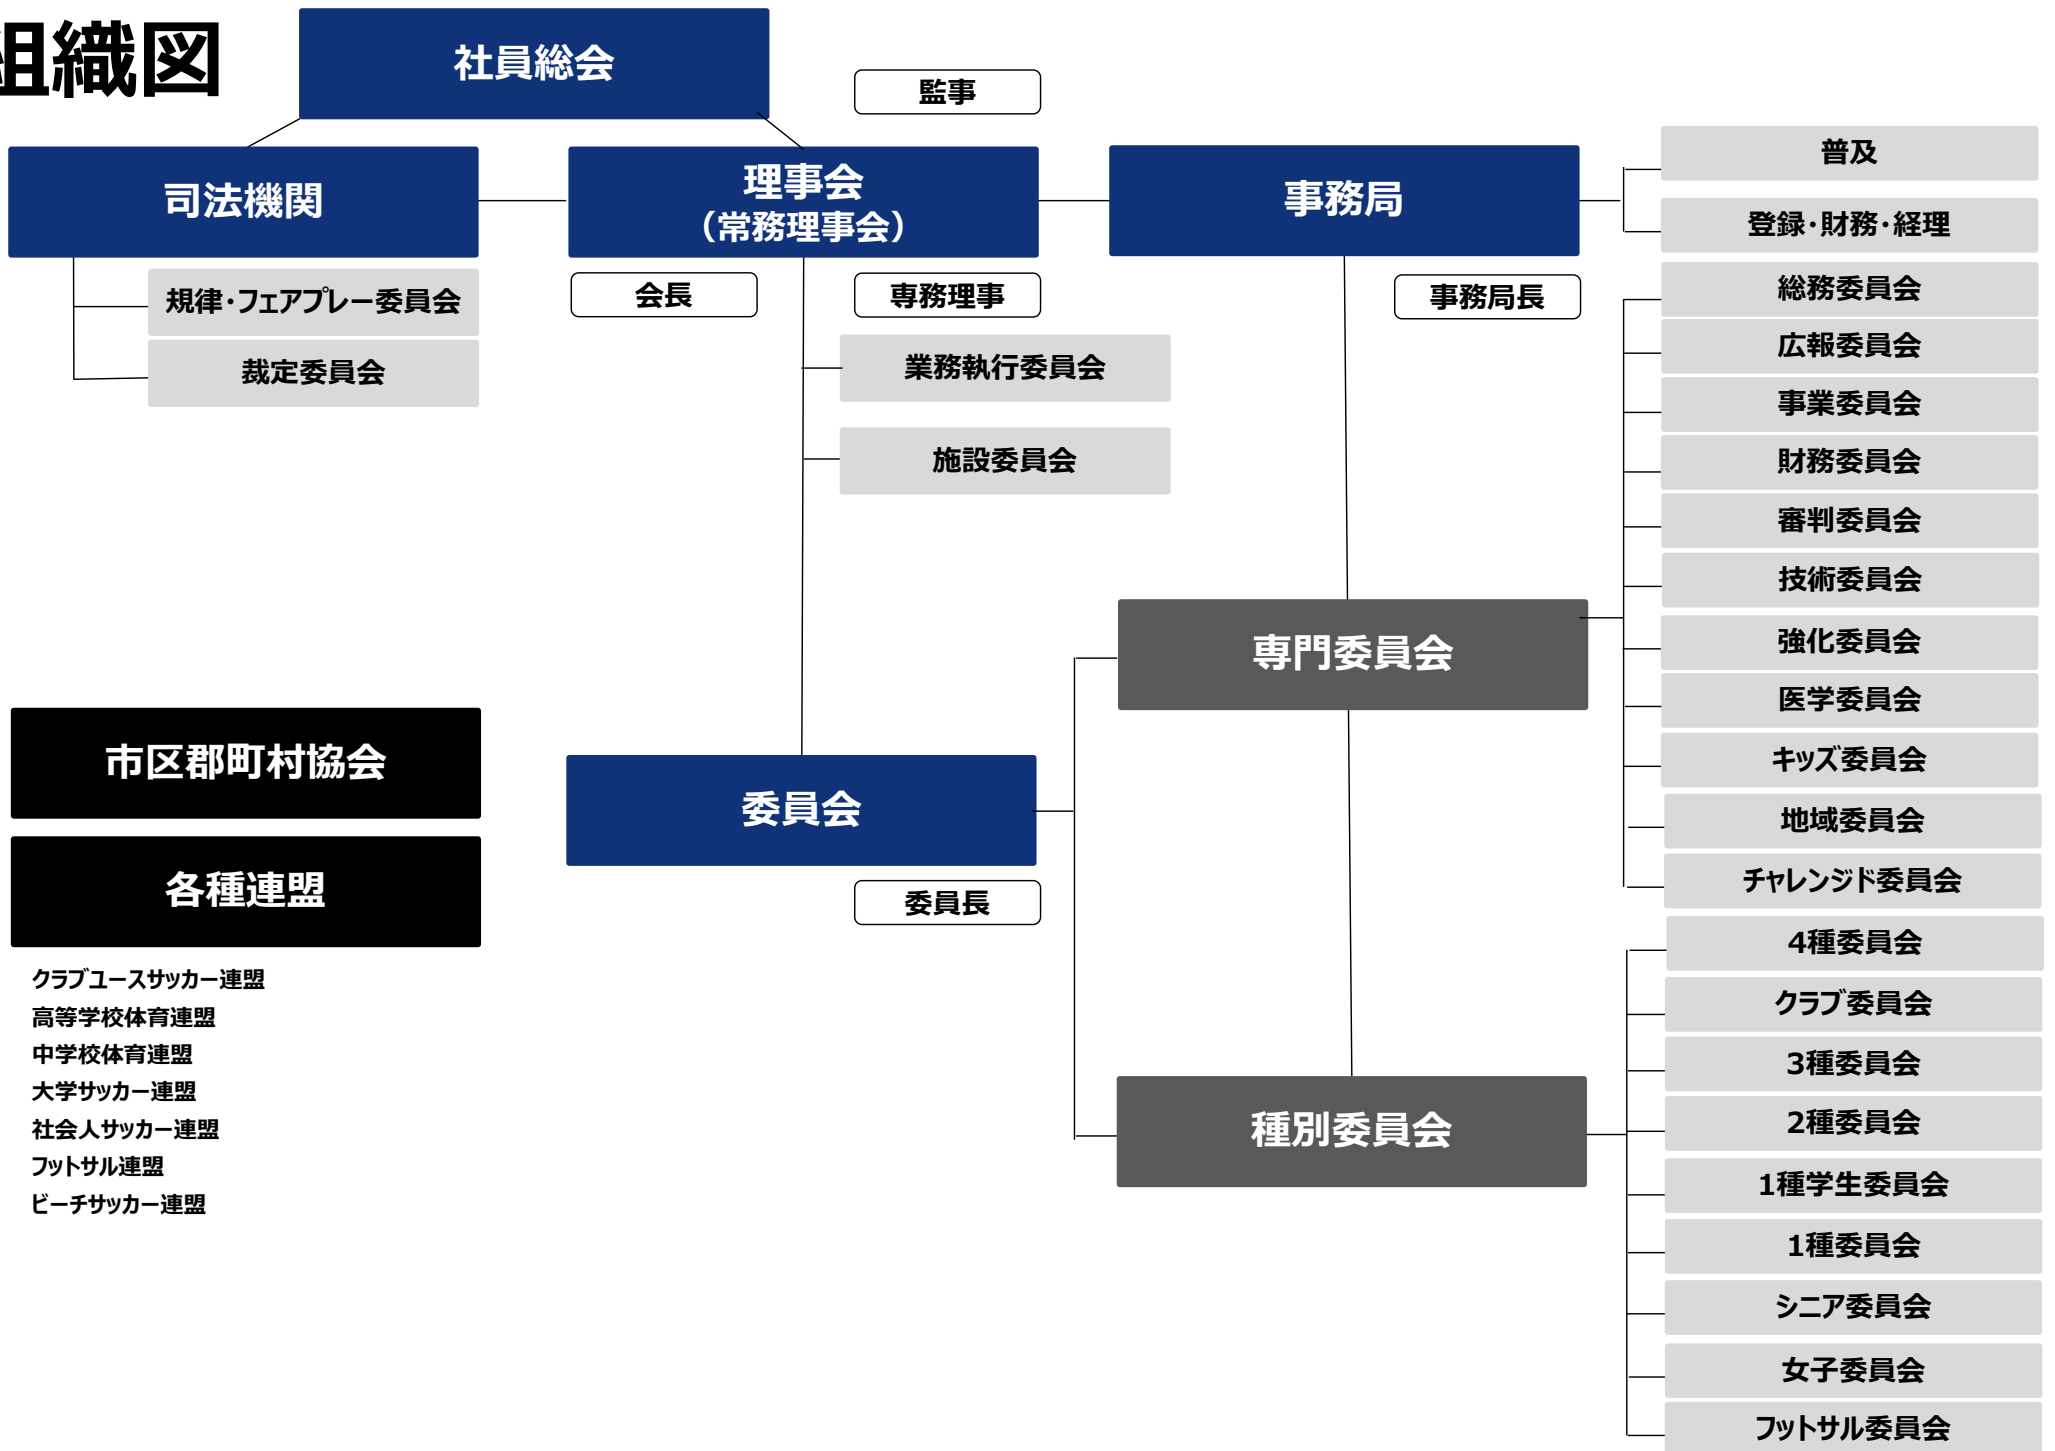 組織図
社員総会
監事
司法機関
理事会
（常務理事会）
事務局
普及
登録・財務・経理
規律・フェアプレー委員会
裁定委員会
会長
専務理事
事務局長
業務執行委員会
施設委員会
総務委員会
広報委員会
事業委員会
財務委員会
審判委員会
技術委員会
強化委員会
医学委員会
キッズ委員会
地域委員会
チャレンジド委員会
専門委員会
市区郡町村協会
委員会
各種連盟
委員長
クラブユースサッカー連盟
高等学校体育連盟
中学校体育連盟
大学サッカー連盟
社会人サッカー連盟
フットサル連盟
ビーチサッカー連盟
種別委員会
4種委員会
クラブ委員会
3種委員会
2種委員会
1種学生委員会
1種委員会
シニア委員会
女子委員会
フットサル委員会